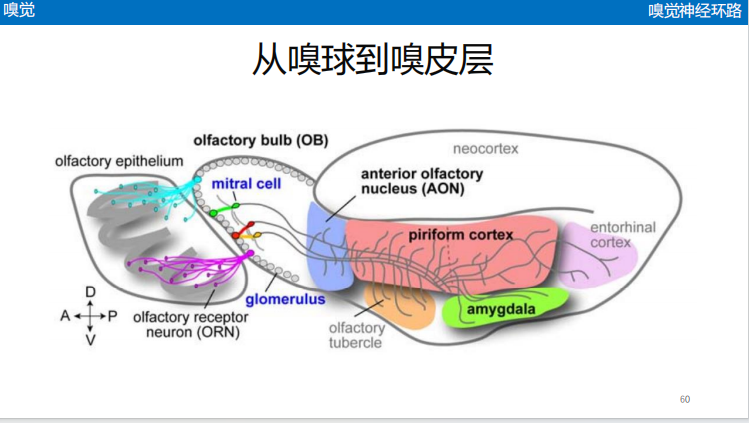 嗅觉
嗅觉神经环路
从嗅球到嗅皮层
olfactory bulb (OB)
neocortex
olfactory epithelium
mitral cell
anterior olfactory
nucleus (AON)
piriform cortex
entorhinal
cortex
D
A
P
V
glomerulus
amygdala
olfactory receptor
neuron (ORN)
olfactory
tubercle
60